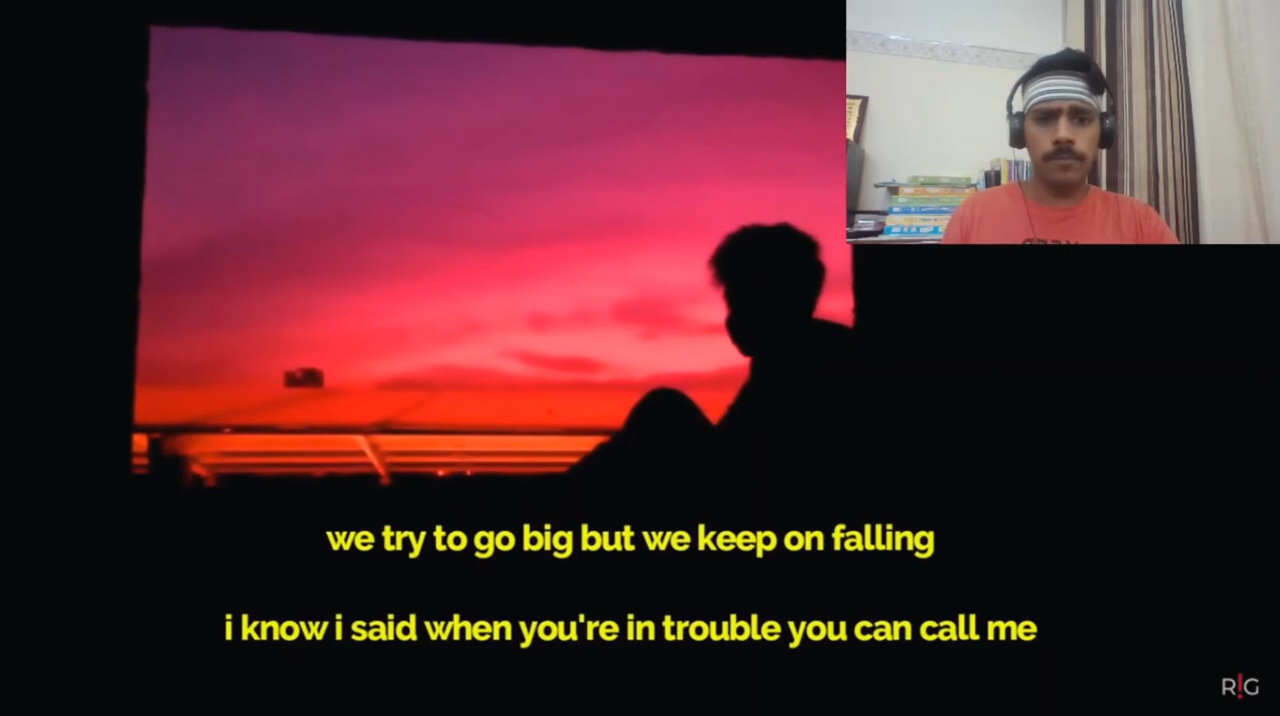 we try to go big but we keep on falling
i know i said when you're in trouble you can call me
R!G